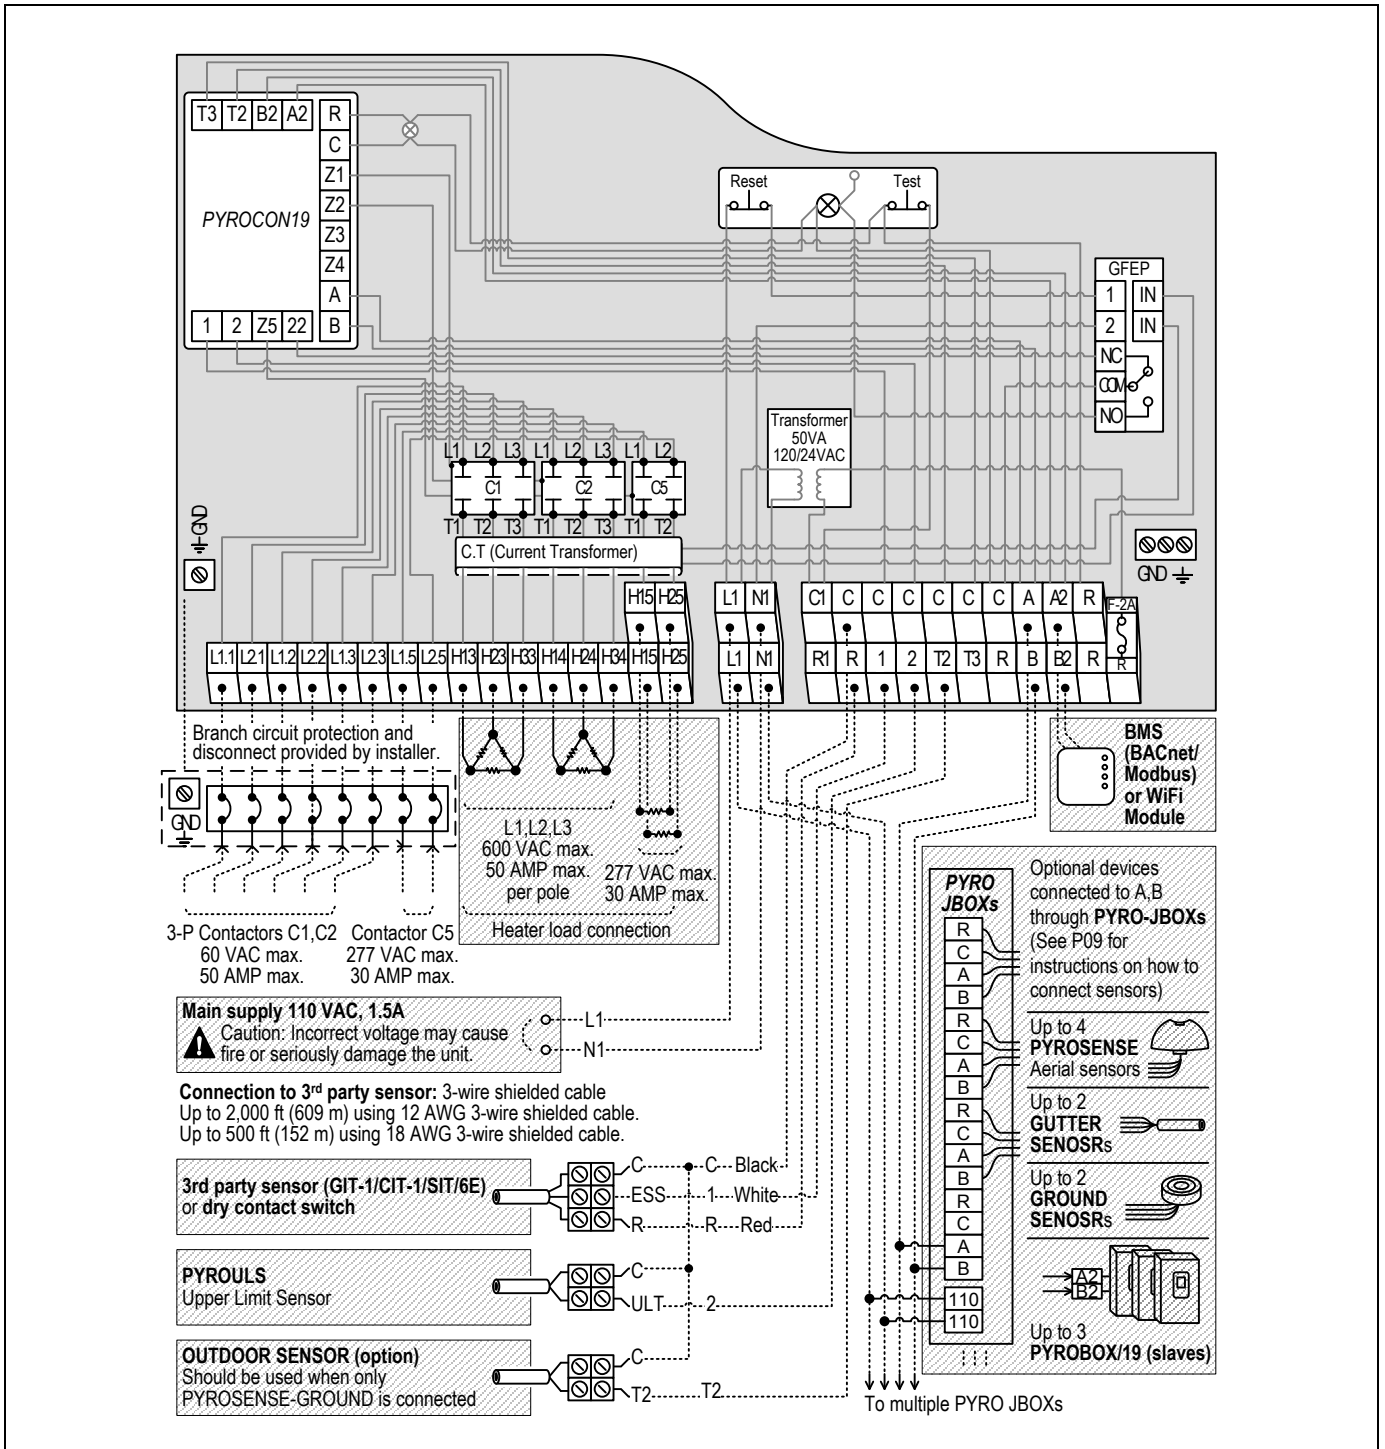 T3 T2 B2 A2 R
C
Z1
Z2
Z3
Z4
A
B
PYROCON19
1 2 Z5 22
Reset
Test
GFEP
1 IN
2 IN
NC
COM
NO
Transformer
50VA
120/24VAC
L1 L2 L3 L1 L2 L3 L1 L2
C1 C2 C5
T1 T2 T3 T1 T2 T3 T1 T2
C.T (Current Transformer)
GND
GND
H15 H25 L1 N1 C1 C C C C C C A A2 R F-2A
L1.1 L2.1 L1.2 L2.2 L1.3 L2.3 L1.5 L2.5 H13 H23 H33 H14 H24 H34 H15 H25 L1 N1 R1 R 1 2 T2 T3 R B B2 R R
Branch circuit protection and
disconnect provided by installer.
GND
L1,L2,L3
600 VAC max.
50 AMP max.
per pole
277 VAC max.
30 AMP max.
Heater load connection
3-P Contactors C1,C2
60 VAC max.
50 AMP max.
Contactor C5
277 VAC max.
30 AMP max.
BMS
(BACnet/
Modbus)
or WiFi
Module
Main supply 110 VAC, 1.5A
Caution: Incorrect voltage may cause
fire or seriously damage the unit.
L1
N1
Connection to 3rd party sensor: 3-wire shielded cable
Up to 2,000 ft (609 m) using 12 AWG 3-wire shielded cable.
Up to 500 ft (152 m) using 18 AWG 3-wire shielded cable.
3rd party sensor (GIT-1/CIT-1/SIT/6E)
or dry contact switch
C C Black
ESS 1 White
R R Red
PYROULS
Upper Limit Sensor
C
ULT 2
OUTDOOR SENSOR (option)
Should be used when only
PYROSENSE-GROUND is connected
C
T2 T2
PYRO
JBOXs
R
C
A
B
R
C
A
B
R
C
A
B
R
C
A
B
110
110
To multiple PYRO JBOXs
Optional devices
connected to A,B
through PYRO-JBOXs
(See P09 for
instructions on how to
connect sensors)
Up to 4
PYROSENSE
Aerial sensors
Up to 2
GUTTER
SENOSRs
Up to 2
GROUND
SENOSRs
A2
B2
Up to 3
PYROBOX/19 (slaves)